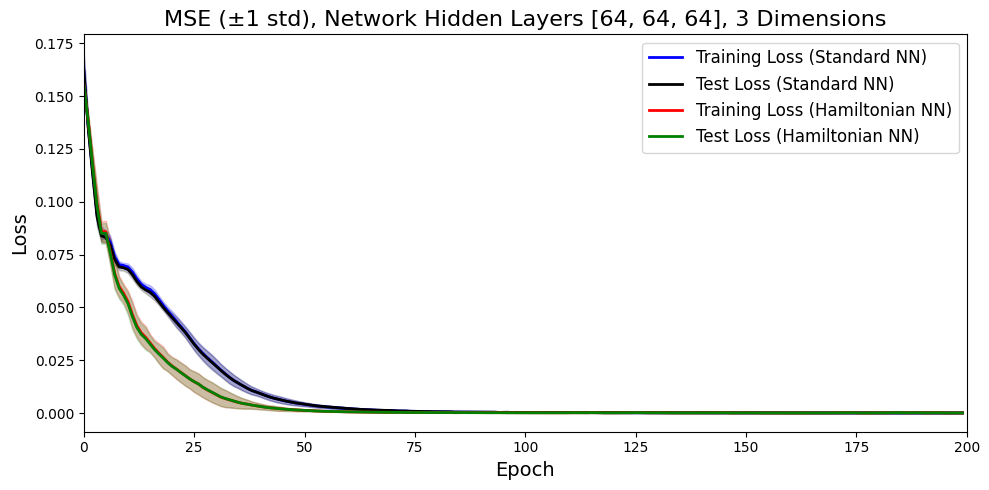 MSE (±1 std), Network Hidden Layers [64, 64, 64], 3 Dimensions
Loss
0.175
0.150
0.125
0.100
0.075
0.050
0.025
0.000
Training Loss (Standard NN)
Test Loss (Standard NN)
Training Loss (Hamiltonian NN)
Test Loss (Hamiltonian NN)
0 25 50 75 100 125 150 175 200
Epoch